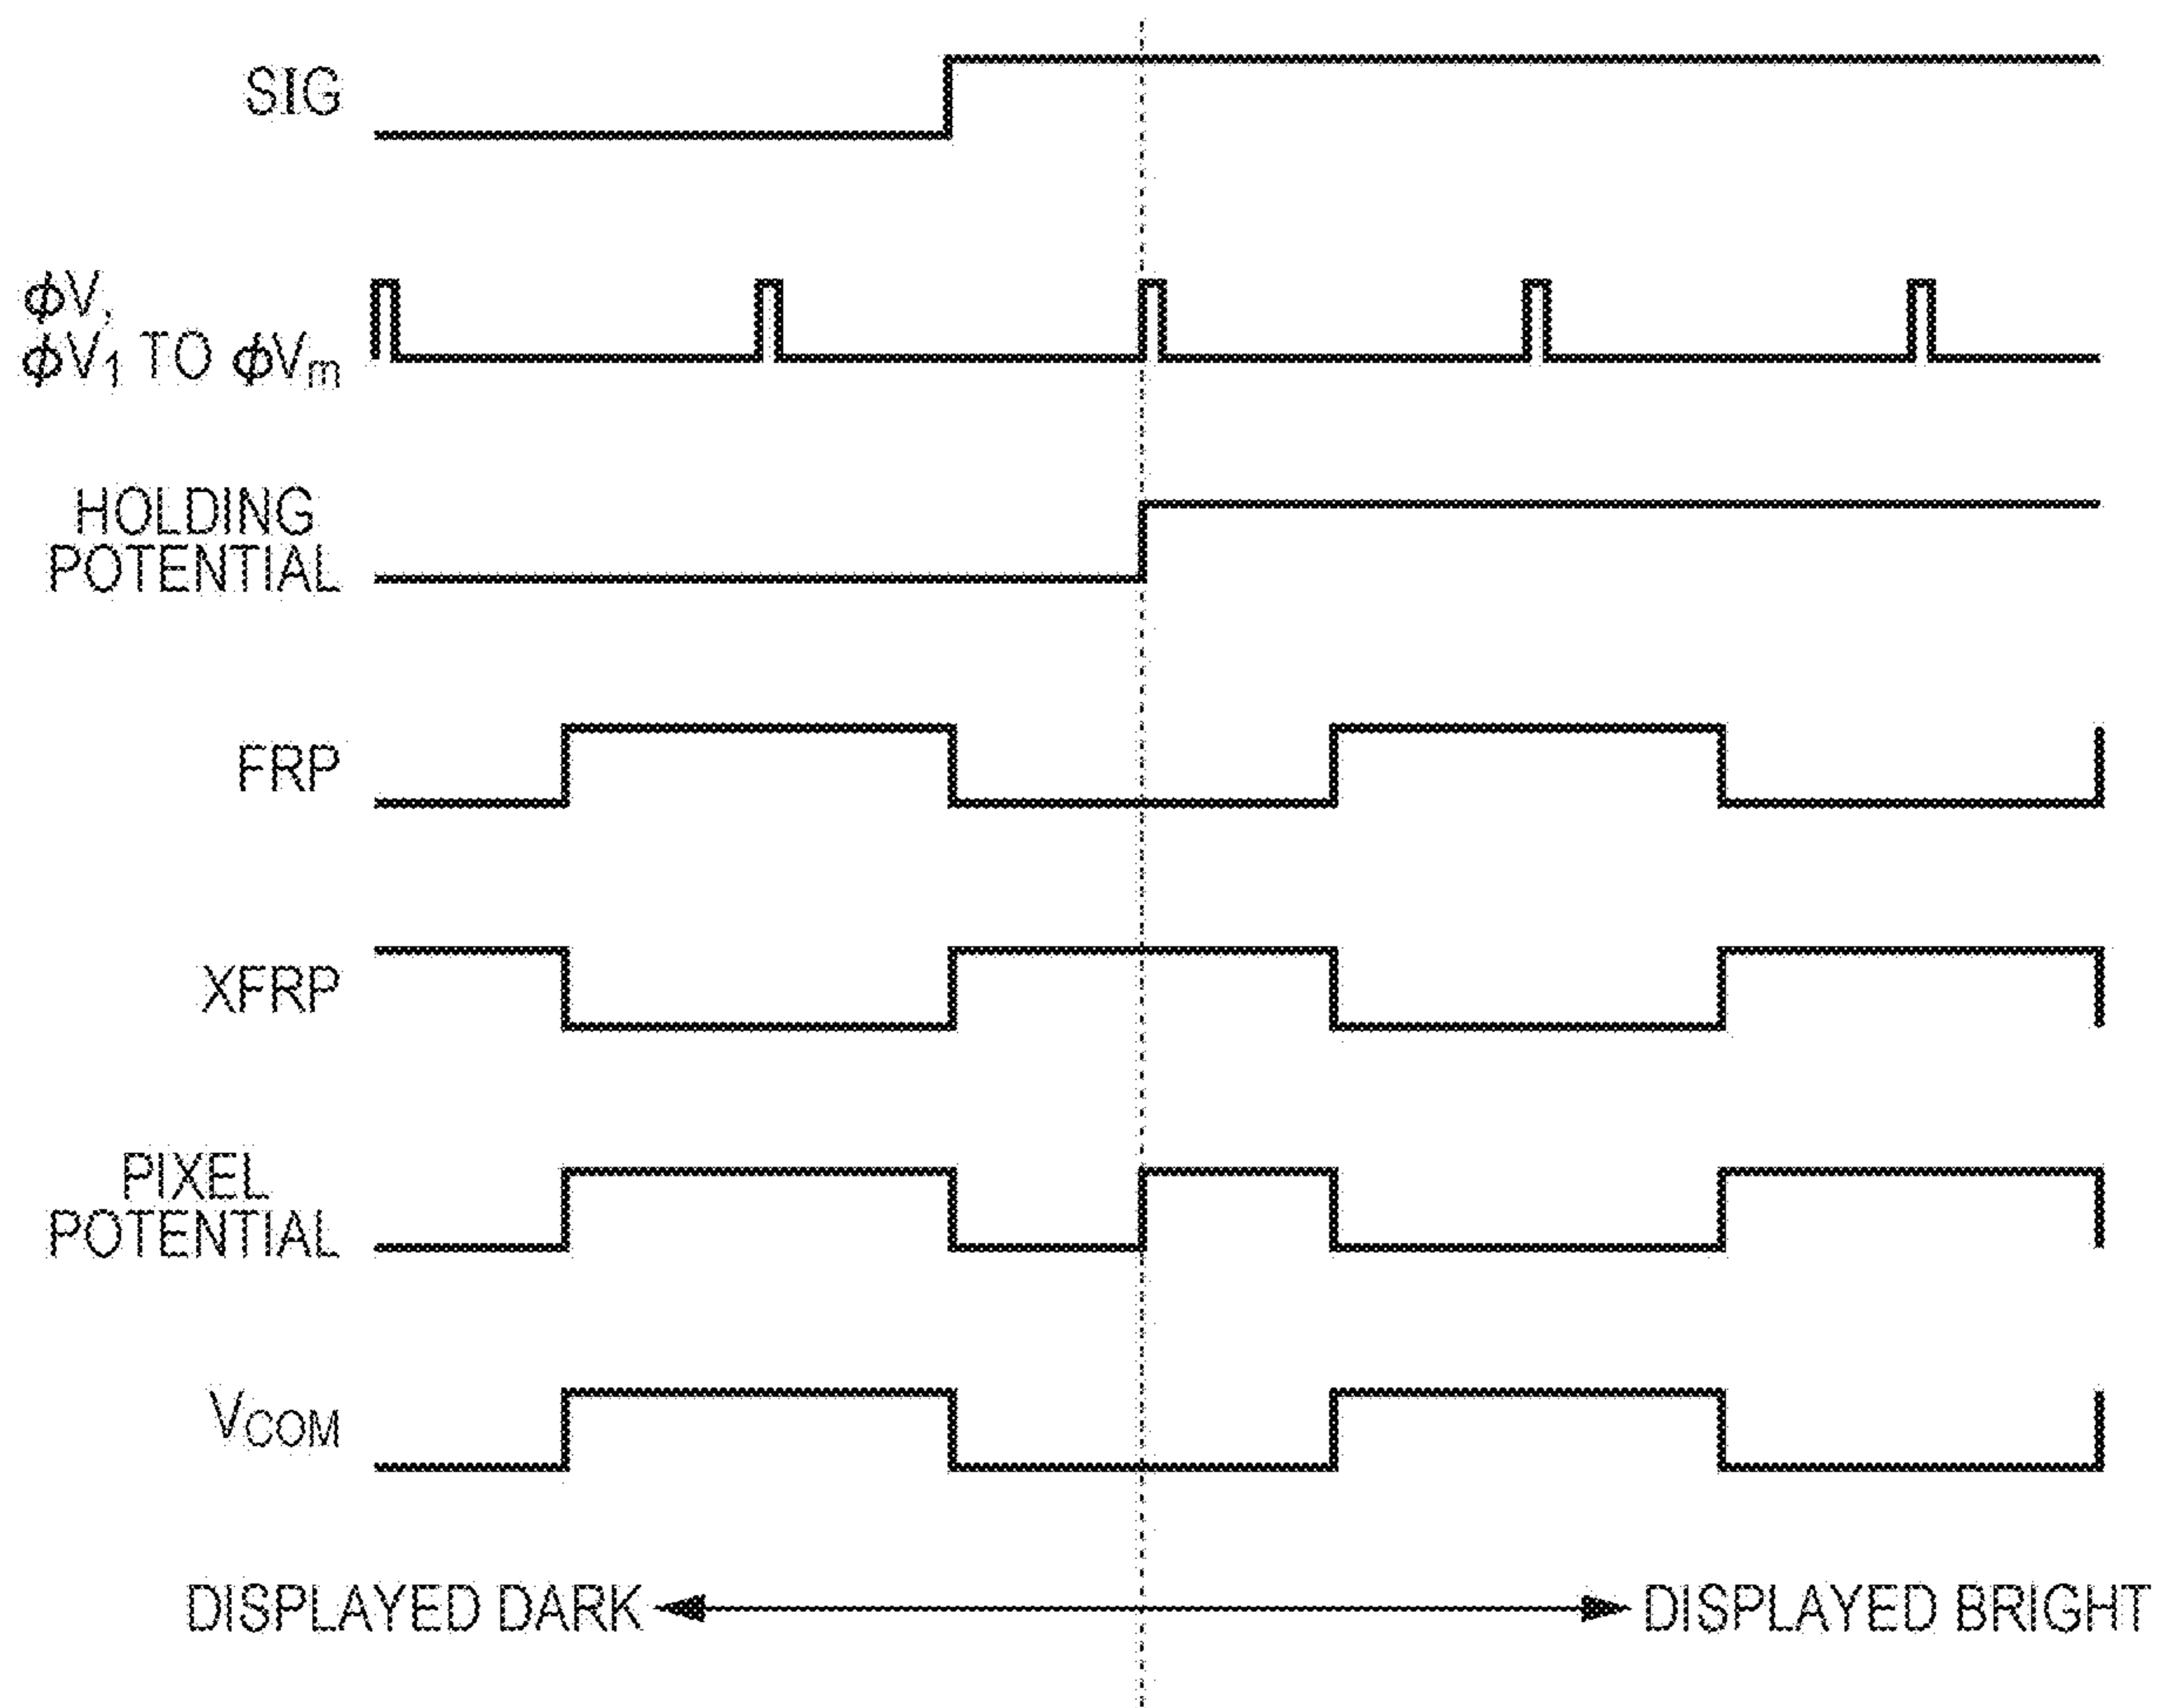 SIG
ϕV,
ϕV1 TO ϕVm
HOLDING
POTENTIAL
FRP
XFRP
PIXEL
POTENTIAL
VCOM
DISPLAYED DARK
DISPLAYED BRIGHT